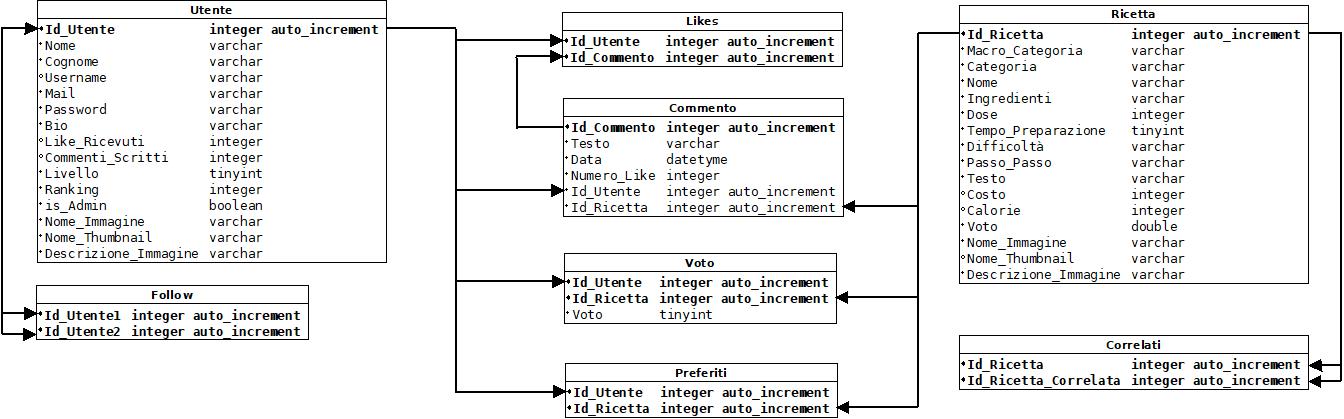 Utente
Id_Utente integer auto_increment
Nome varchar
Cognome varchar
Username varchar
Mail varchar
Password varchar
Bio varchar
Like_Ricevuti integer
Commenti_Scritti integer
Livello tinyint
Ranking integer
is_Admin boolean
Nome_Immagine varchar
Nome_Thumbnail varchar
Descrizione_Immagine varchar
Follow
Id_Utente1 integer auto_increment
Id_Utente2 integer auto_increment
Likes
Id_Utente integer auto_increment
Id_Commento integer auto_increment
Commento
Id_Commento integer auto_increment
Testo varchar
Data datetyme
Numero_Like integer
Id_Utente integer auto_increment
Id_Ricetta integer auto_increment
Voto
Id_Utente integer auto_increment
Id_Ricetta integer auto_increment
Voto tinyint
Preferiti
Id_Utente integer auto_increment
Id_Ricetta integer auto_increment
Ricetta
Id_Ricetta integer auto_increment
Macro_Categoria varchar
Categoria varchar
Nome varchar
Ingredienti varchar
Dose integer
Tempo_Preparazione tinyint
Difficoltà varchar
Passo_Passo varchar
Testo varchar
Costo integer
Calorie integer
Voto double
Nome_Immagine varchar
Nome_Thumbnail varchar
Descrizione_Immagine varchar
Correlati
Id_Ricetta integer auto_increment
Id_Ricetta_Correlata integer auto_increment